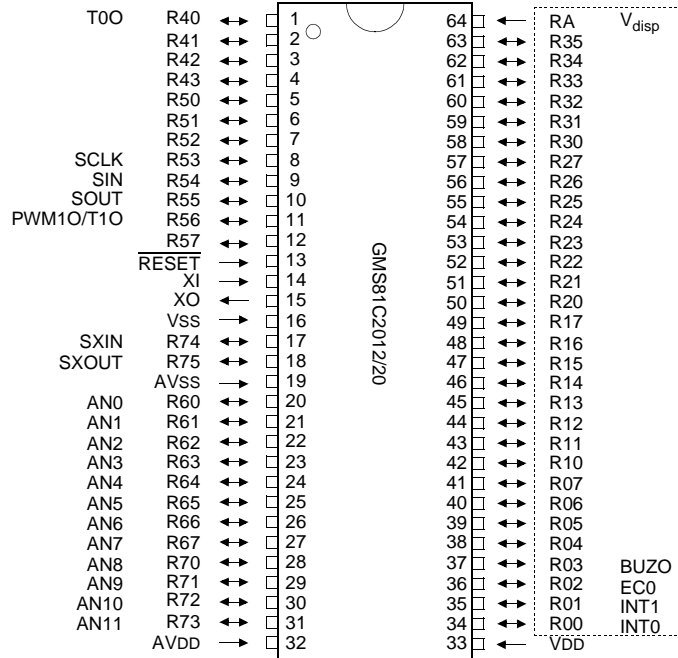 T0O R40 1 64 RA Vdisp
R41 2 63 R35
R42 3 62 R34
R43 4 61 R33
R50 5 60 R32
R51 6 59 R31
R52 7 58 R30
SCLK R53 8 57 R27
SIN R54 9 56 R26
SOUT R55 10 55 R25
PWM1O/T1O R56 11 54 R24
R57 12 53 R23
RESET 13 52 R22
XI 14 51 R21
XO 15 50 R20
VSS 16 49 R17
SXIN R74 17 48 R16
SXOUT R75 18 47 R15
AVSS 19 46 R14
AN0 R60 20 45 R13
AN1 R61 21 44 R12
AN2 R62 22 43 R11
AN3 R63 23 42 R10
AN4 R64 24 41 R07
AN5 R65 25 40 R06
AN6 R66 26 39 R05
AN7 R67 27 38 R04
AN8 R70 28 37 R03 BUZO
AN9 R71 29 36 R02 EC0
AN10 R72 30 35 R01 INT1
AN11 R73 31 34 R00 INT0
AVDD 32 33 VDD
GMS81C2012/20